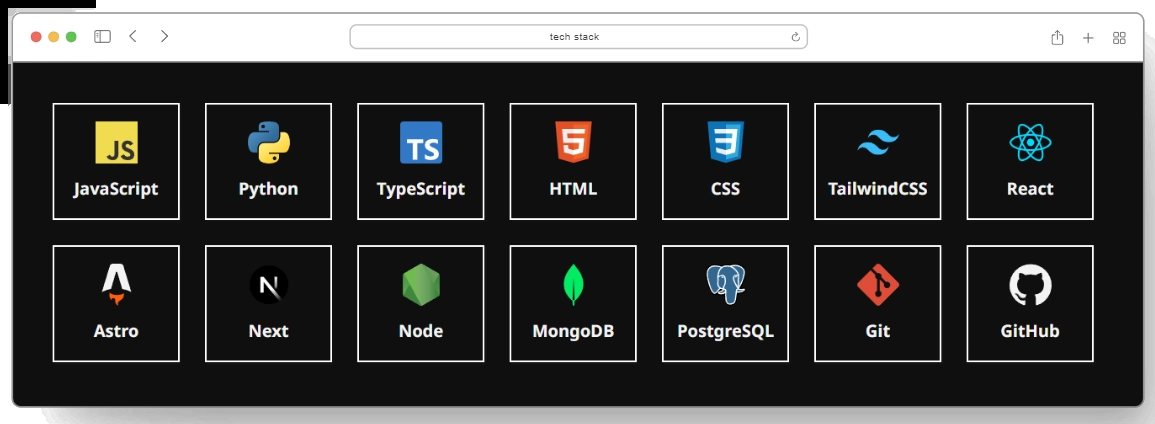 tech stack
JS TS 5 3
JavaScript Python TypeScript HTML CSS TailwindCSS React
N
Astro Next Node MongoDB PostgreSQL Git GitHub